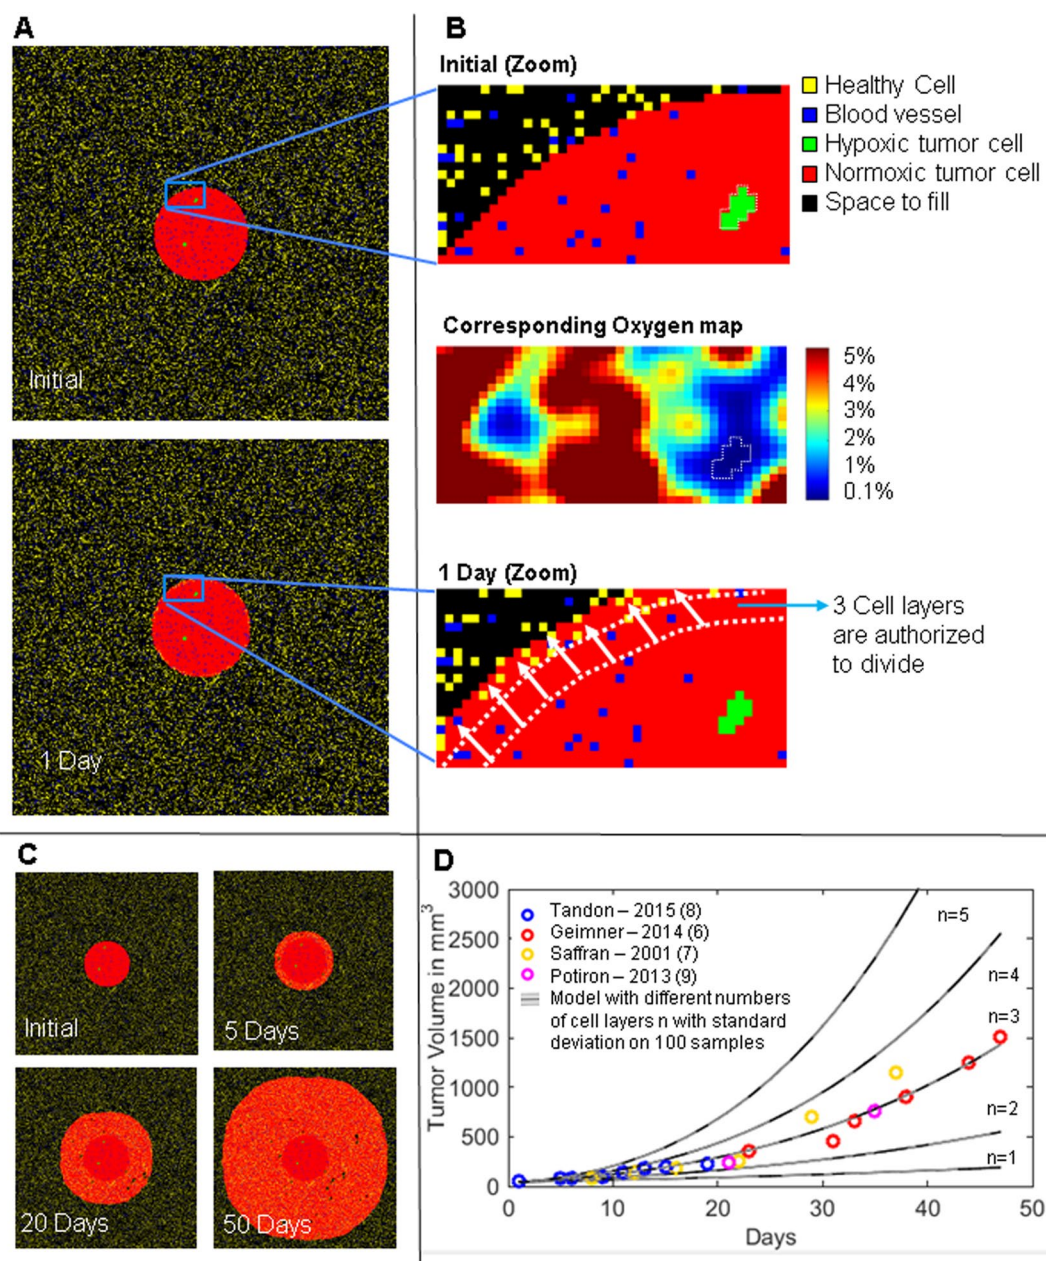 A
Initial
1 Day
B
Initial (Zoom)
Healthy Cell
Blood vessel
Hypoxic tumor cell
Normoxic tumor cell
Space to fill
Corresponding Oxygen map
5%
4%
3%
2%
1%
0.1%
1 Day (Zoom)
3 Cell layers
are authorized
to divide
C
Initial
5 Days
20 Days
50 Days
D
Tumor Volume in mm³
3000
2500
2000
1500
1000
500
0
Tandon – 2015 (8)
Geimner – 2014 (6)
Saffran – 2001 (7)
Potiron – 2013 (9)
Model with different numbers
of cell layers n with standard
deviation on 100 samples
n=5
n=4
n=3
n=2
n=1
0 10 20 30 40 50
Days